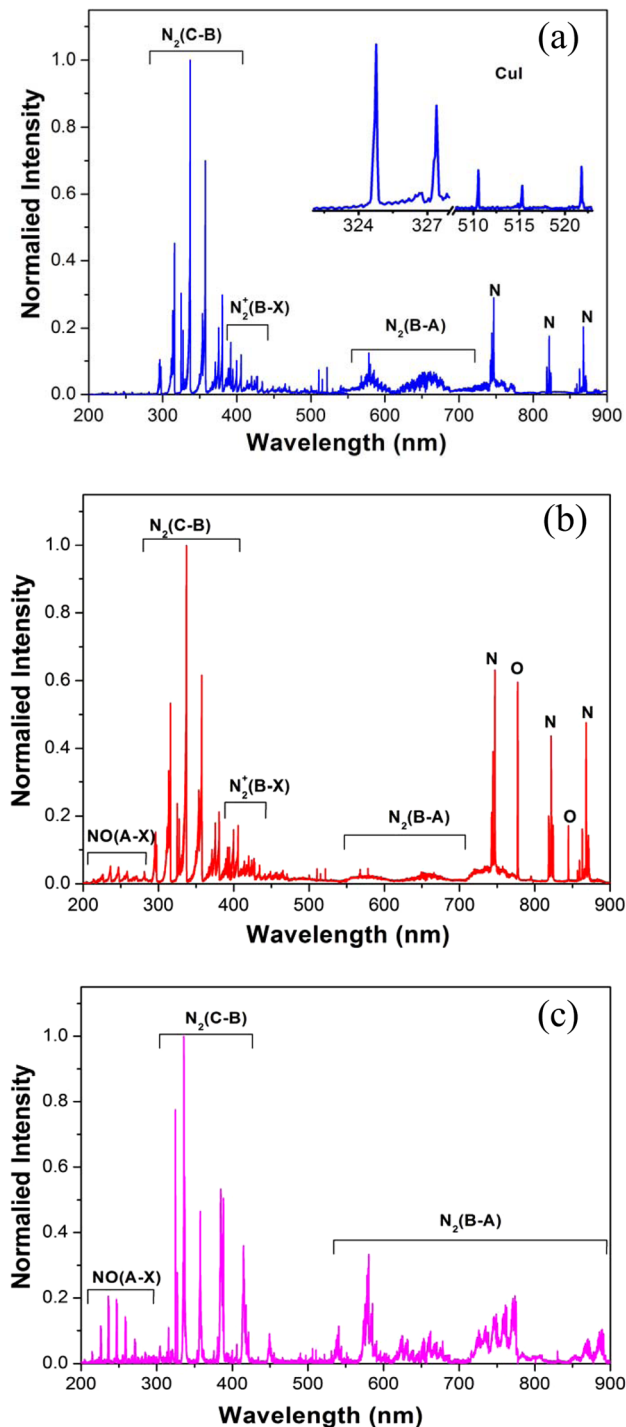 (a)
N₂(C-B)
CuI
324 327 510 515 520
N₂⁺(B-X)
N₂(B-A)
N
N
N
1.0
0.8
0.6
0.4
0.2
0.0
Normalied Intensity
200 300 400 500 600 700 800 900
Wavelength (nm)
(b)
N₂(C-B)
N
O
N
N
O
N₂⁺(B-X)
N₂(B-A)
NO(A-X)
1.0
0.8
0.6
0.4
0.2
0.0
Normalied Intensity
200 300 400 500 600 700 800 900
Wavelength (nm)
(c)
N₂(C-B)
N₂(B-A)
NO(A-X)
1.0
0.8
0.6
0.4
0.2
0.0
Normalied Intensity
200 300 400 500 600 700 800 900
Wavelength (nm)